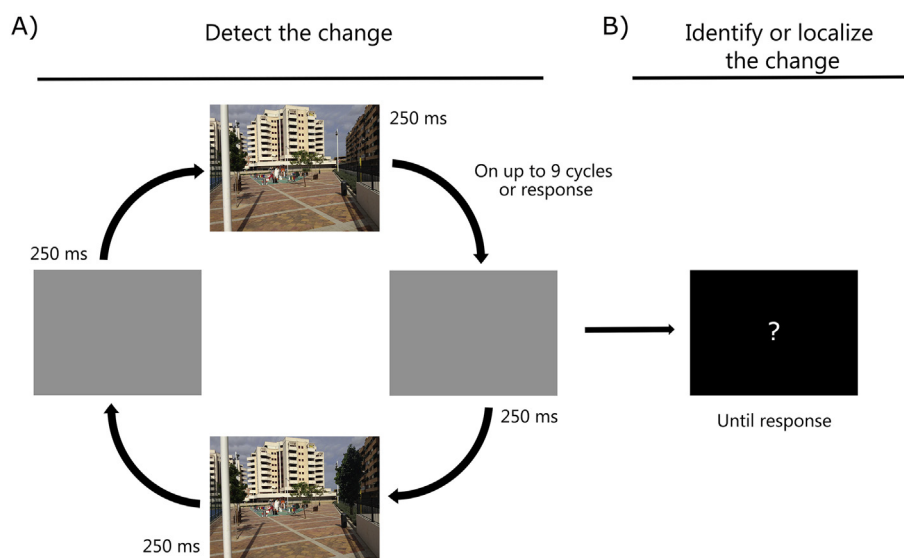 A)
Detect the change
B)
Identify or localize
the change
250 ms
On up to 9 cycles
or response
250 ms
?
250 ms
Until response
250 ms